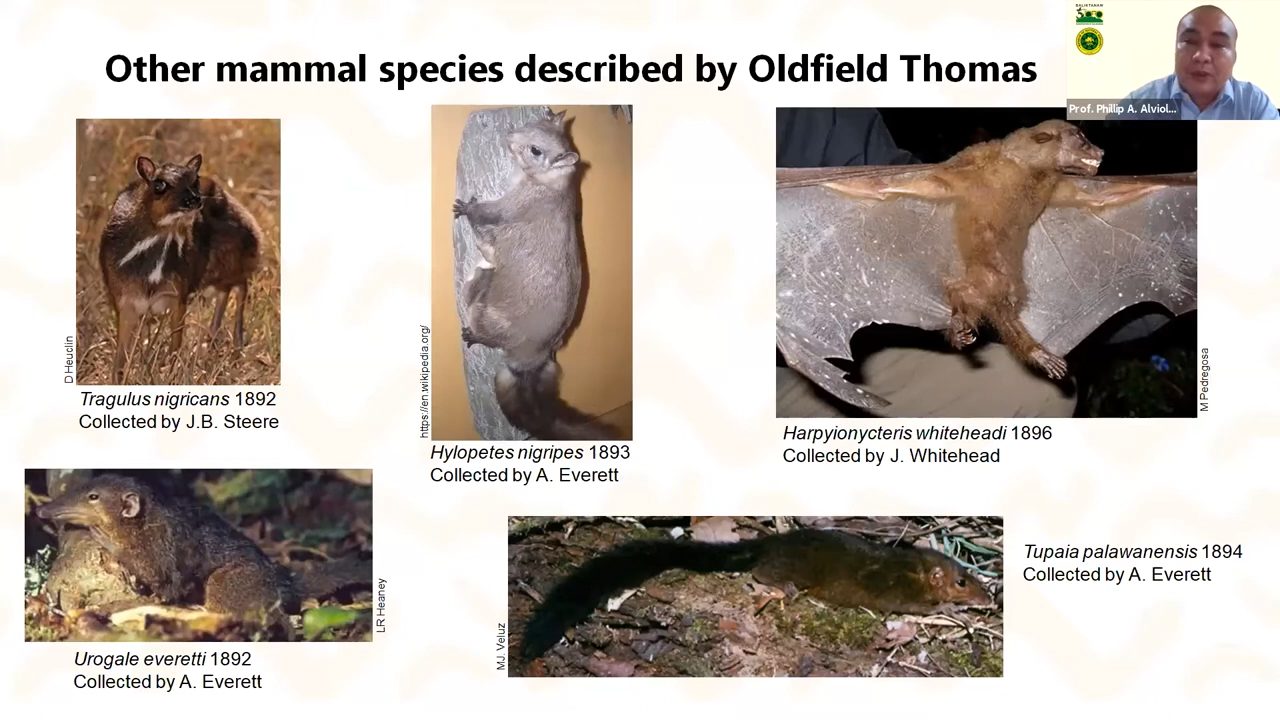 Other mammal species described by Oldfield Thomas
Prof. Phillip A. Alviol...
D Heuclin
Tragulus nigricans 1892
Collected by J.B. Steere
https://en.wikipedia.org/
Hylopetes nigripes 1893
Collected by A. Everett
M Pedregosa
Harpyionycteris whiteheadi 1896
Collected by J. Whitehead
LR Heaney
Urogale everetti 1892
Collected by A. Everett
MJ. Veluz
Tupaia palawanensis 1894
Collected by A. Everett